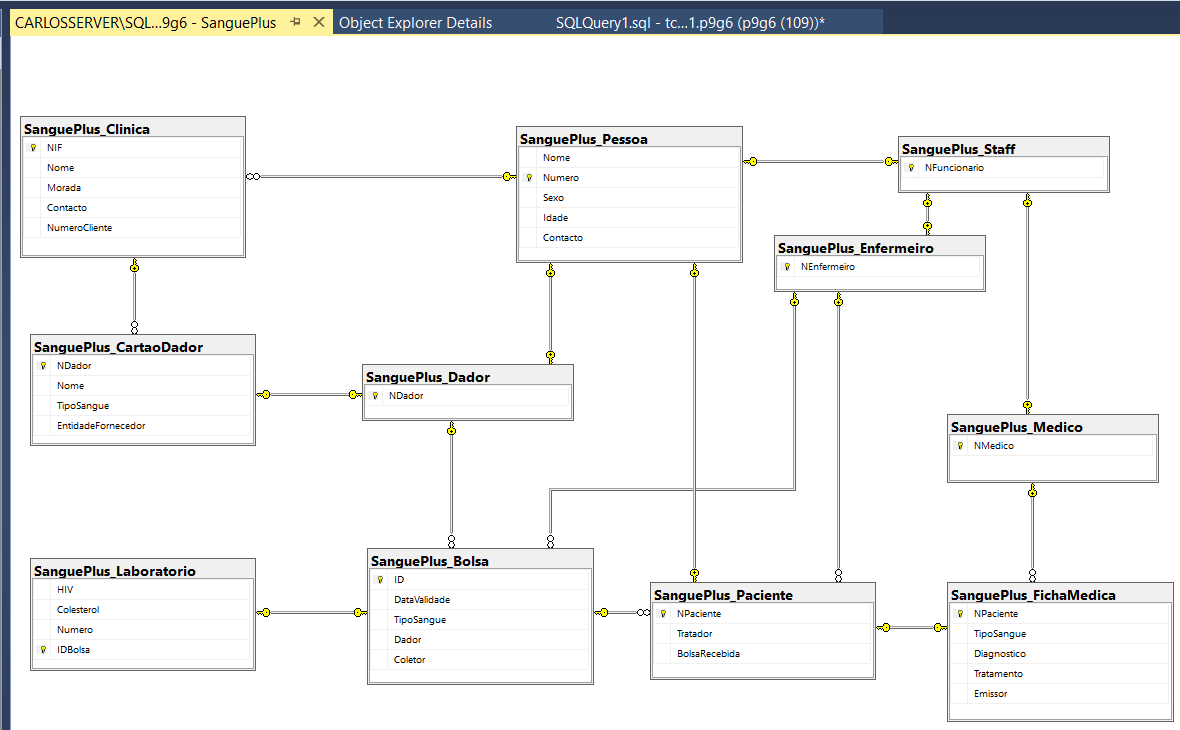 CARLOSSERVER\SQL...9g6 - SanguePlus
Object Explorer Details
SQLQuery1.sql - tc...1.p9g6 (p9g6 (109))*
SanguePlus_Clinica
NIF
Nome
Morada
Contacto
NumeroCliente
SanguePlus_Pessoa
Nome
Numero
Sexo
Idade
Contacto
SanguePlus_Staff
NFuncionario
SanguePlus_Enfermeiro
NEnfermeiro
SanguePlus_CartaoDador
NDador
Nome
TipoSangue
EntidadeFornecedor
SanguePlus_Dador
NDador
SanguePlus_Medico
NMedico
SanguePlus_Laboratorio
HIV
Colesterol
Numero
IDBolsa
SanguePlus_Bolsa
ID
DataValidade
TipoSangue
Dador
Coletor
SanguePlus_Paciente
NPaciente
Tratador
BolsaRecebida
SanguePlus_FichaMedica
NPaciente
TipoSangue
Diagnostico
Tratamento
Emissor